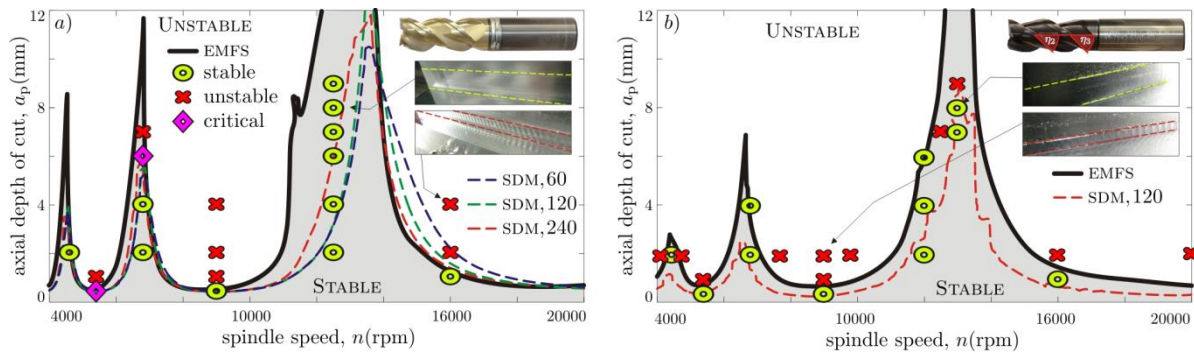 a)
UNSTABLE
EMFS
stable
unstable
critical
SDM,60
SDM,120
SDM,240
STABLE
axial depth of cut, aₚ(mm)
12
8
4
0
4000
10000
16000
20000
spindle speed, n(rpm)
b)
UNSTABLE
η2
η3
EMFS
SDM,120
STABLE
axial depth of cut, aₚ(mm)
12
8
4
0
4000
10000
16000
20000
spindle speed, n(rpm)